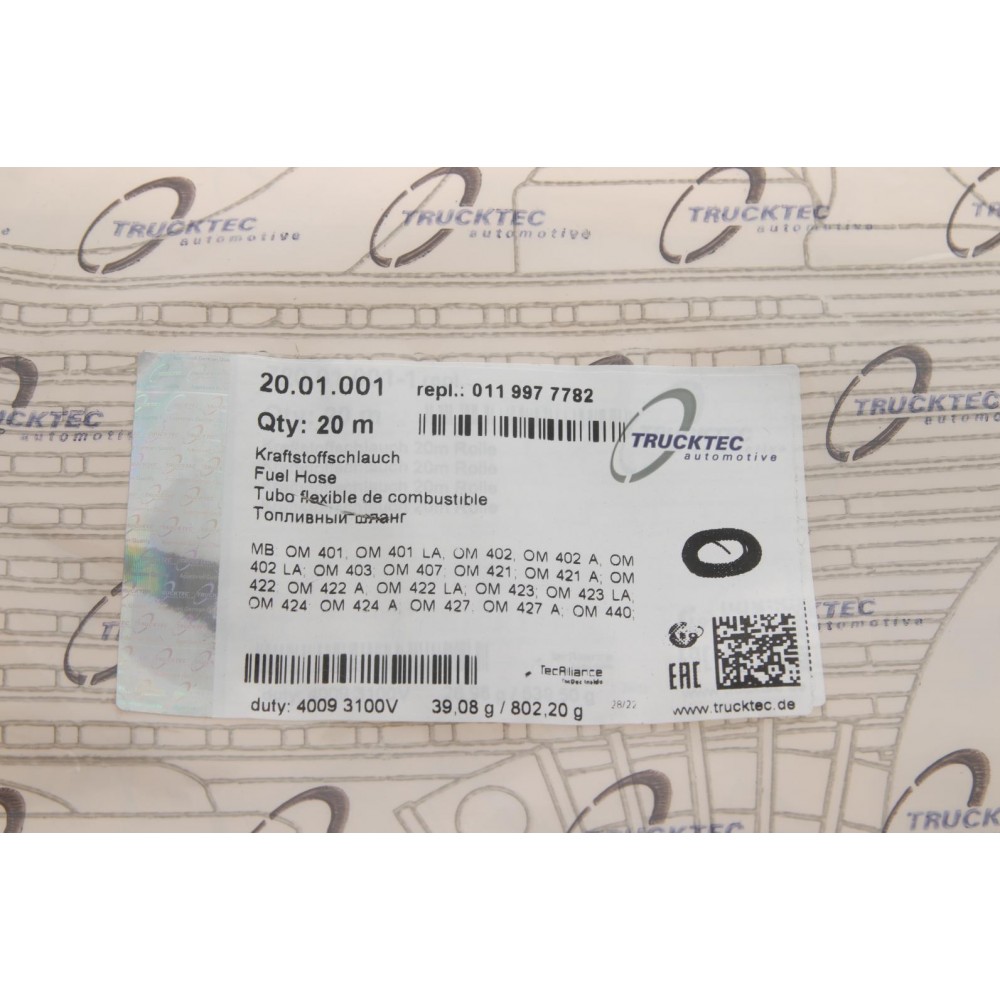 TRUCKTEC
automotive
TRUCKTEC
automotive
TRUCKTEC
automotive
20.01.001 repl.: 011 997 7782
Qty: 20 m
TRUCKTEC
automotive
Kraftstoffschlauch
Fuel Hose
Tubo flexible de combustible
Топливный шланг
MB OM 401, OM 401 LA, OM 402, OM 402 A, OM
402 LA; OM 403; OM 407; OM 421; OM 421 A; OM
422, OM 422 A, OM 422 LA; OM 423; OM 423 LA,
OM 424, OM 424 A, OM 427, OM 427 A; OM 440;
TecAlliance
EAC
duty: 4009 3100V 39,08 g / 802,20 g 28/22 www.trucktec.de
TRUCKTEC
automotive
TRUCKTEC
automotive
TRUCKTEC
TRUCK